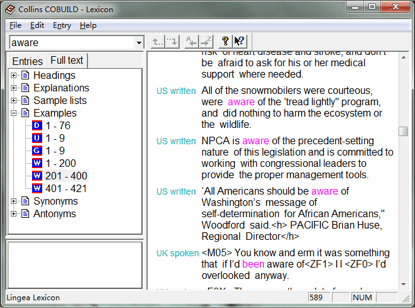 Collins COBUILD - Lexicon
File Edit Entry Help
aware
Entries Full text
Headings
Explanations
Sample lists
Examples
D 1 - 76
U 1 - 9
G 1 - 9
W 1 - 200
W 201 - 400
W 401 - 421
Synonyms
Antonyms
risk of heart disease and stroke, and don't
be afraid to ask for his or her medical
support where needed.
US written All of the snowmobilers were courteous,
were aware of the 'tread lightly" program,
and did nothing to harm the ecosystem or
the wildlife.
US written NPCA is aware of the precedent-setting
nature of this legislation and is committed to
working with congressional leaders to
provide the proper management tools.
US written 'All Americans should be aware of
Washington's message of
self-determination for African Americans,"
Woodford said.<h> PACIFIC Brian Huse,
Regional Director</h>
UK spoken <M05> You know and erm it was something
that if I'd been aware of<ZF1> I I <ZF0> I'd
overlooked anyway.
Lingea Lexicon 589 NUM